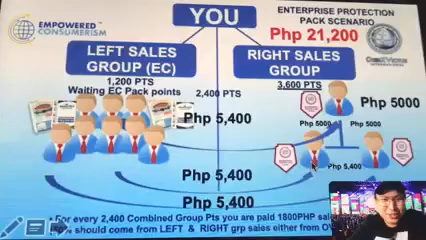 YOU
EMPOWERED
CONSUMERISM
ENTERPRISE PROTECTION
PACK SCENARIO
Php 21,200
LEFT SALES
GROUP (EC)
RIGHT SALES
GROUP
1,200 PTS
Waiting EC Pack points
2,400 PTS
3,600 PTS
Php 5000
Php 5,400
Php 5000
Php 5000
Php 5,400
Php 5,400
Php 5,400
• For every 2,400 Combined Group Pts you are paid 1800PHP
should come from LEFT & RIGHT grp sales either from